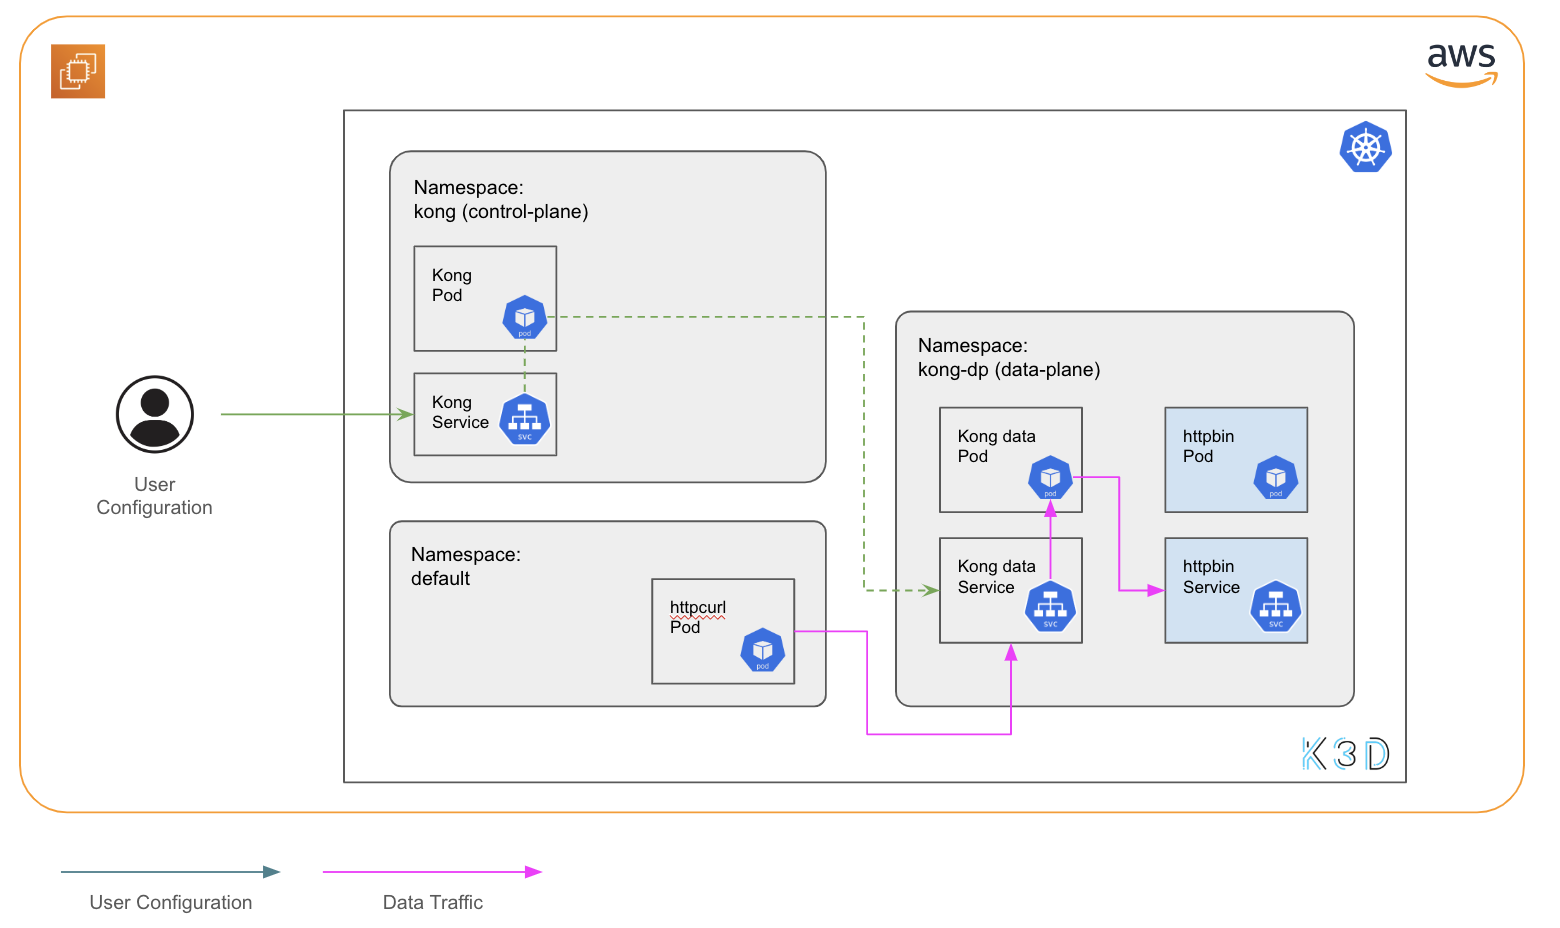 aws
Namespace:
kong (control-plane)
Kong
Pod
pod
Kong
Service
svc
User
Configuration
Namespace:
default
httpcurl
Pod
pod
Namespace:
kong-dp (data-plane)
Kong data
Pod
pod
httpbin
Pod
pod
Kong data
Service
svc
httpbin
Service
svc
K3D
User Configuration
Data Traffic